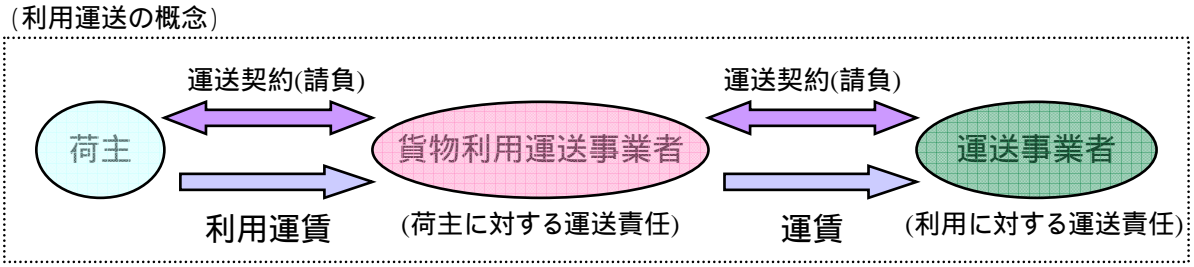 (利用運送の概念)
運送契約(請負)
運送契約(請負)
荷主
貨物利用運送事業者
運送事業者
利用運賃
(荷主に対する運送責任)
運賃
(利用に対する運送責任)